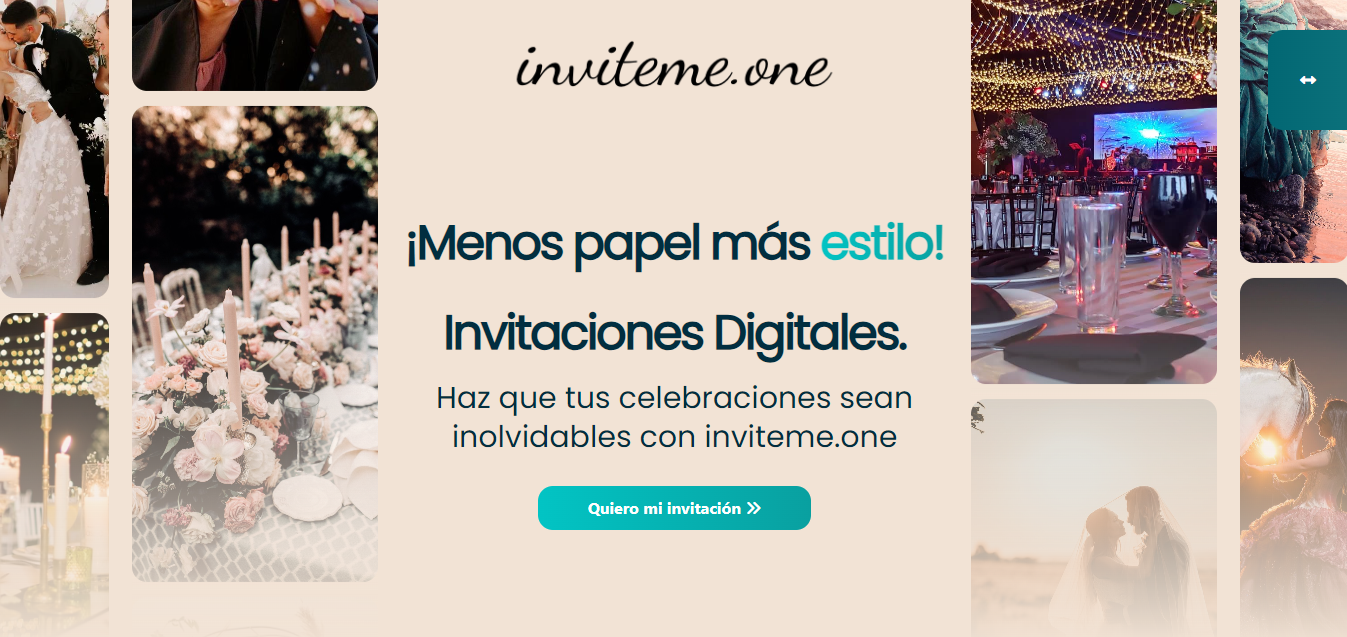 inviteme.one
¡Menos papel más estilo!
Invitaciones Digitales.
Haz que tus celebraciones sean
inolvidables con inviteme.one
Quiero mi invitación